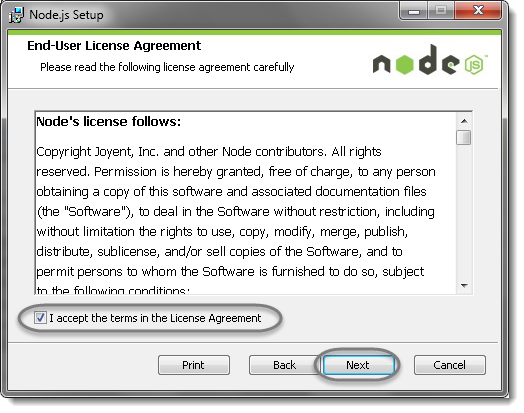 Node.js Setup
End-User License Agreement
Please read the following license agreement carefully
node JS
Node's license follows:
Copyright Joyent, Inc. and other Node contributors. All rights
reserved. Permission is hereby granted, free of charge, to any person
obtaining a copy of this software and associated documentation files
(the "Software"), to deal in the Software without restriction, including
without limitation the rights to use, copy, modify, merge, publish,
distribute, sublicense, and/or sell copies of the Software, and to
permit persons to whom the Software is furnished to do so, subject
to the following conditions:
I accept the terms in the License Agreement
Print Back Next Cancel